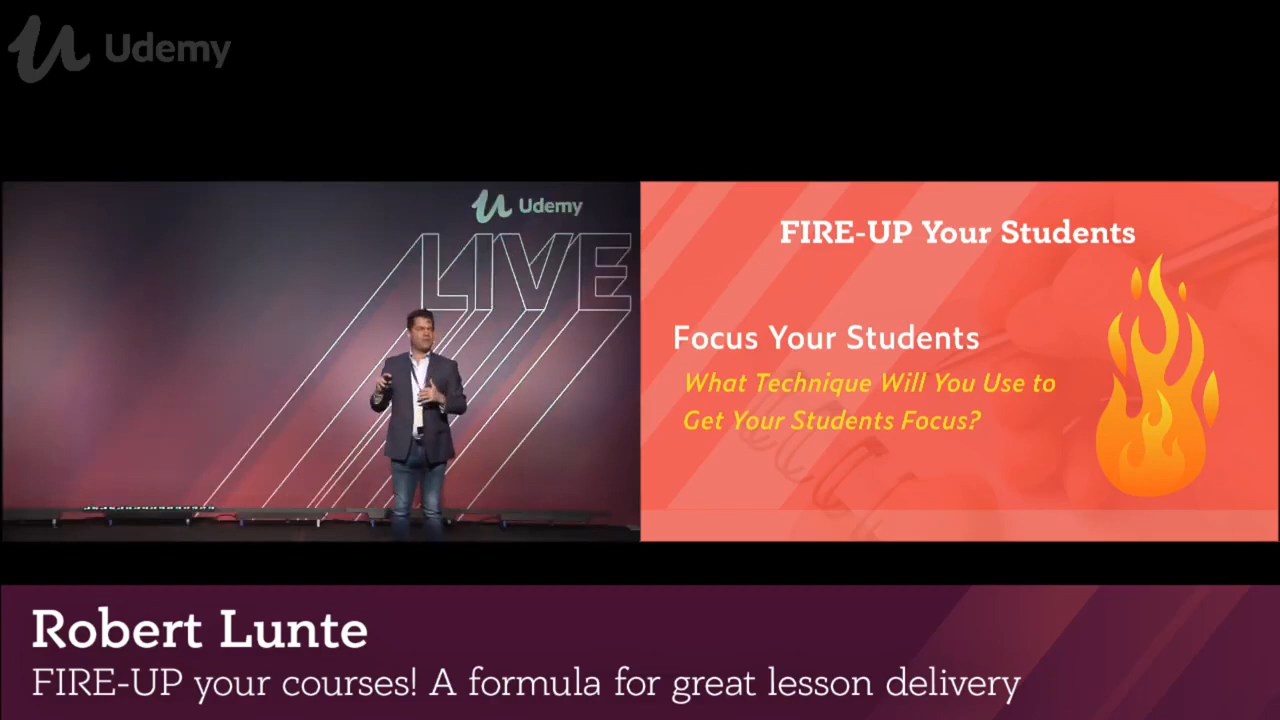 Udemy
Udemy
LIVE
FIRE-UP Your Students
Focus Your Students
What Technique Will You Use to
Get Your Students Focus?
Robert Lunte
FIRE-UP your courses! A formula for great lesson delivery